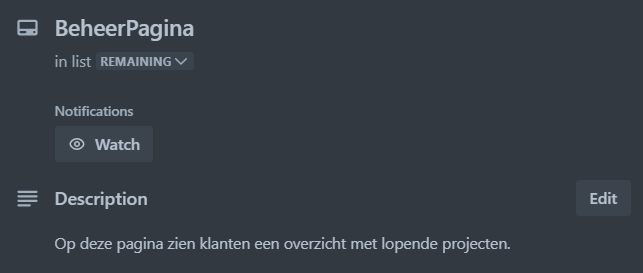 BeheerPagina
in list REMAINING
Notifications
Watch
Description
Edit
Op deze pagina zien klanten een overzicht met lopende projecten.